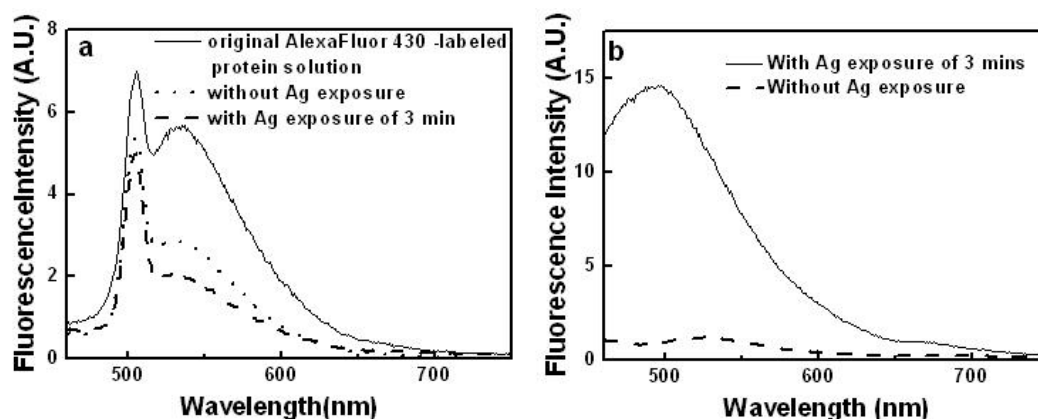 a
original AlexaFluor 430 -labeled
protein solution
without Ag exposure
with Ag exposure of 3 min
FluorescenceIntensity (A.U.)
8
6
4
2
0
500
600
700
Wavelength(nm)
b
With Ag exposure of 3 mins
Without Ag exposure
Fluorescence Intensity (A.U.)
15
10
5
0
500
600
700
Wavelength (nm)